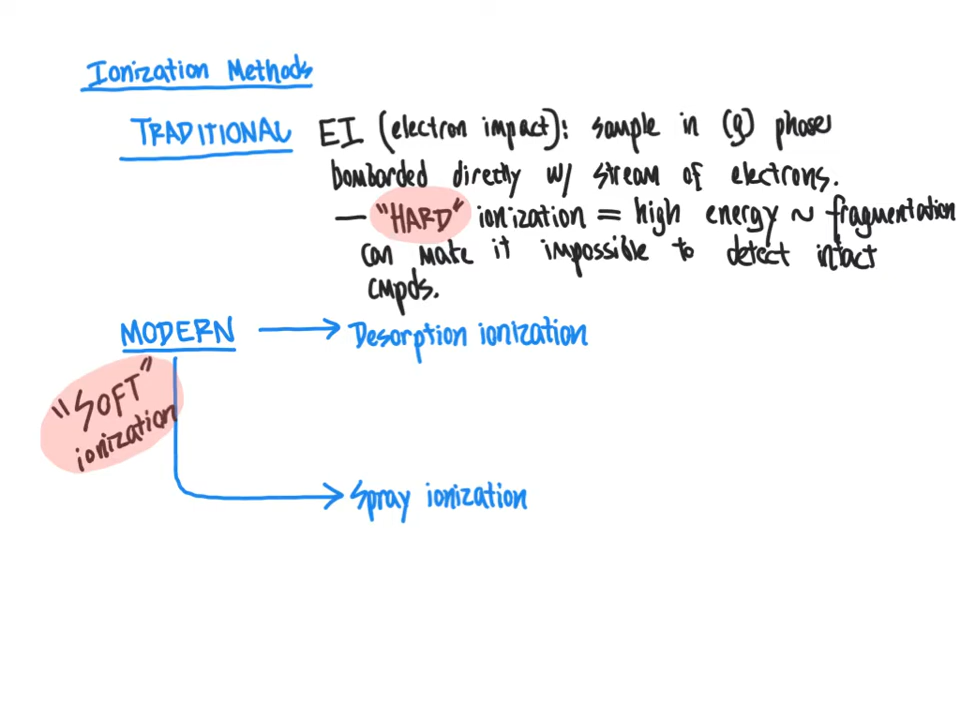 Ionization Methods
TRADITIONAL EI (electron impact): sample in (g) phase
bombarded directly w/ stream of electrons.
— "HARD" ionization = high energy ~ fragmentation
can make it impossible to detect intact
cmpds.
MODERN → Desorption ionization
"SOFT"
ionization
Spray ionization